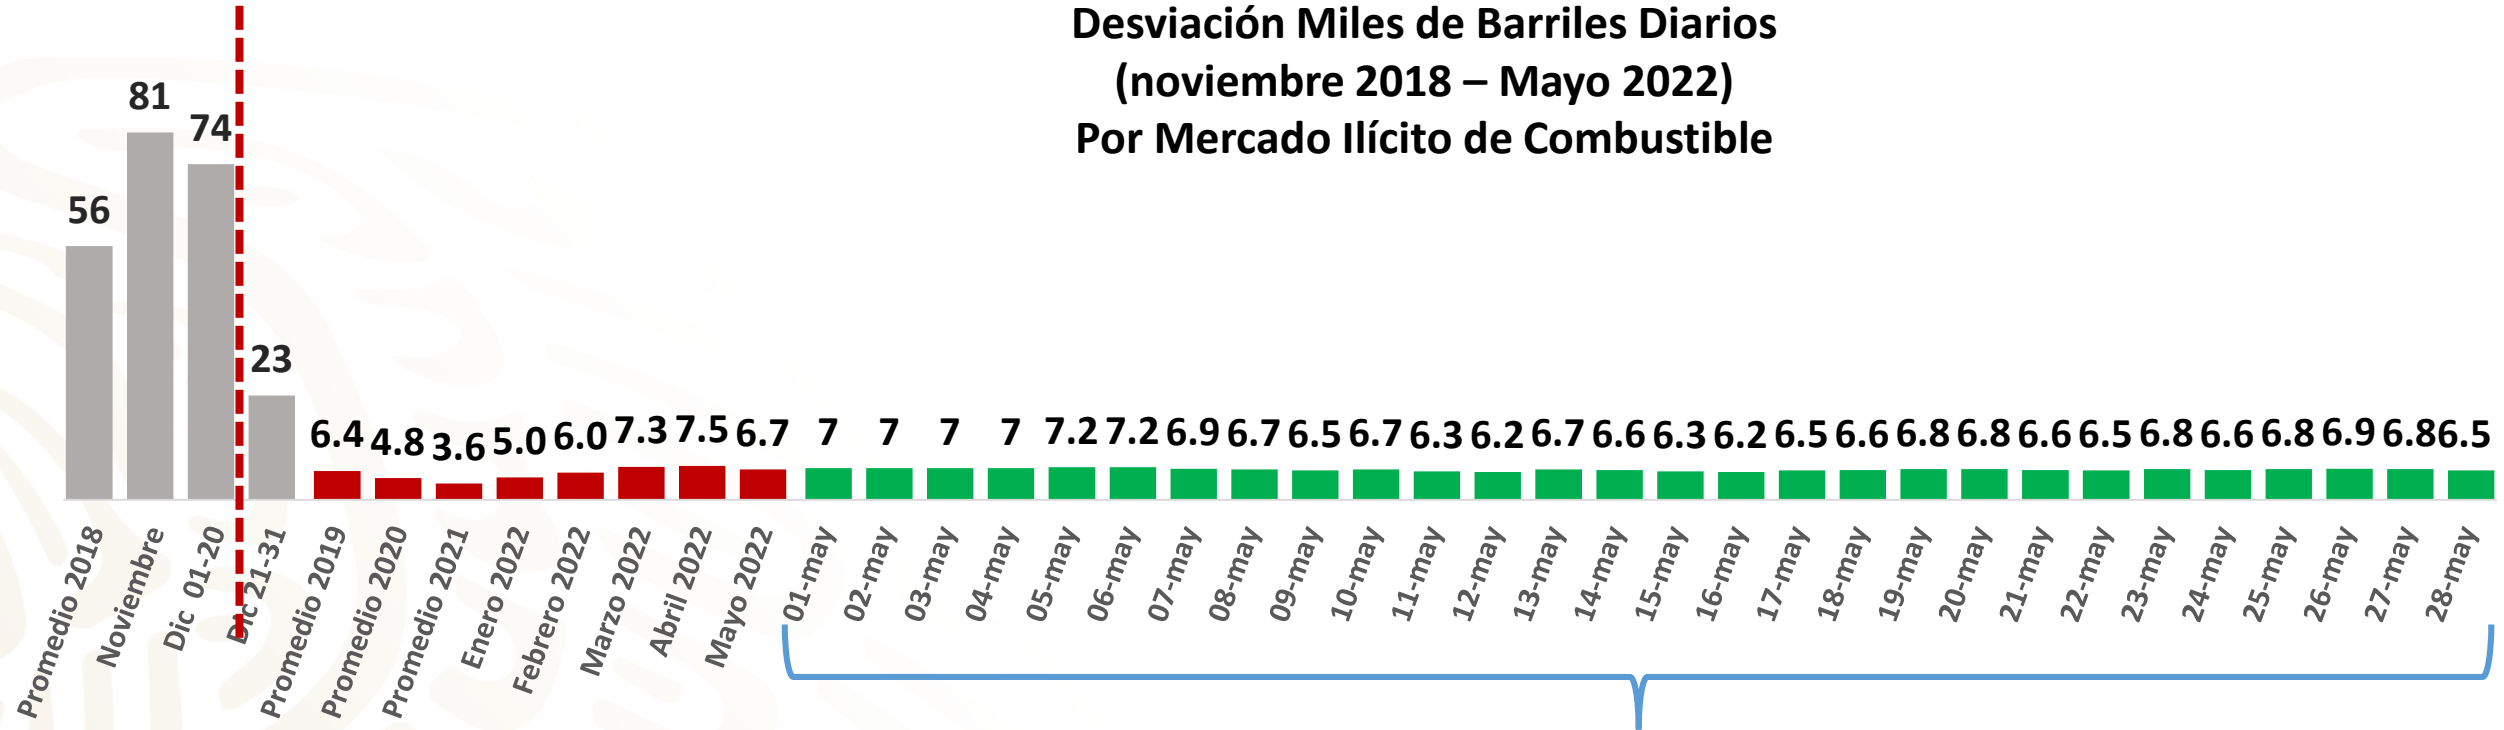 Desviación Miles de Barriles Diarios
(noviembre 2018 – Mayo 2022)
Por Mercado Ilícito de Combustible
56
81
74
23
6.4
4.8
3.6
5.0
6.0
7.3
7.5
6.7
7
7
7
7
7.2
7.2
6.9
6.7
6.5
6.7
6.3
6.2
6.7
6.6
6.3
6.2
6.5
6.6
6.8
6.8
6.6
6.5
6.8
6.6
6.8
6.9
6.8
6.5
Promedio 2018
Noviembre
Dic 01-20
Dic 21-31
Promedio 2019
Promedio 2020
Promedio 2021
Enero 2022
Febrero 2022
Marzo 2022
Abril 2022
Mayo 2022
01-may
02-may
03-may
04-may
05-may
06-may
07-may
08-may
09-may
10-may
11-may
12-may
13-may
14-may
15-may
16-may
17-may
18-may
19-may
20-may
21-may
22-may
23-may
24-may
25-may
26-may
27-may
28-may